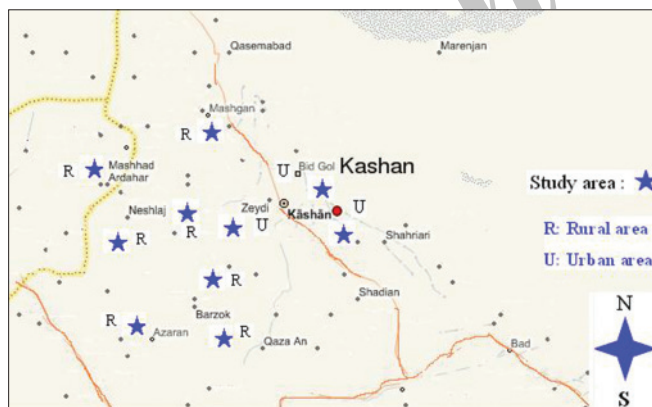 Qasemabad
Marenjan
Mashgan
R
Mashhad
Ardahar
R
U
Bid Gol
Kashan
Study area :
Neshlaj
R
R
Zeydi
U
Kāshān
U
Shahriari
R: Rural area
U: Urban area
R
Shadian
Barzok
R
Azaran
R
Qaza An
Bad
N
S